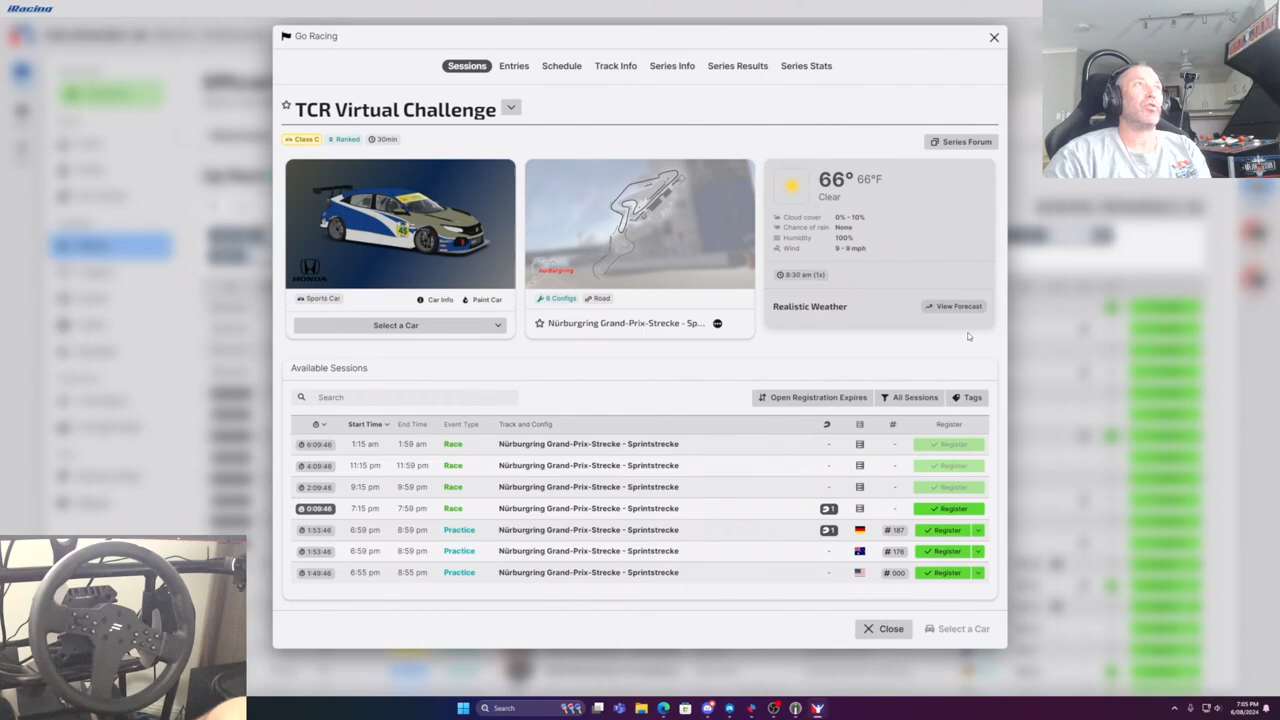 iRacing
Go Racing
Sessions Entries Schedule Track Info Series Info Series Results Series Stats
TCR Virtual Challenge
Class C Ranked 30min
Series Forum
HONDA
Sports Car Car Info Paint Car
Select a Car
nürburgring
6 Configs Road
Nürburgring Grand-Prix-Strecke - Sp...
66° 66°F
Clear
Cloud cover 0% - 10%
Chance of rain None
Humidity 100%
Wind 9 - 9 mph
8:30 am (1x)
Realistic Weather View Forecast
Available Sessions
Search Open Registration Expires All Sessions Tags
Start Time End Time Event Type Track and Config # Register
6:09:46 1:15 am 1:59 am Race Nürburgring Grand-Prix-Strecke - Sprintstrecke - - Register
4:09:46 11:15 pm 11:59 pm Race Nürburgring Grand-Prix-Strecke - Sprintstrecke - - Register
2:09:46 9:15 pm 9:59 pm Race Nürburgring Grand-Prix-Strecke - Sprintstrecke - - Register
0:09:46 7:15 pm 7:59 pm Race Nürburgring Grand-Prix-Strecke - Sprintstrecke 1 - Register
1:53:46 6:59 pm 8:59 pm Practice Nürburgring Grand-Prix-Strecke - Sprintstrecke 1 # 187 Register
1:53:46 6:59 pm 8:59 pm Practice Nürburgring Grand-Prix-Strecke - Sprintstrecke - # 176 Register
1:49:46 6:55 pm 8:55 pm Practice Nürburgring Grand-Prix-Strecke - Sprintstrecke - # 000 Register
Close Select a Car
Search
7:05 PM
6/08/2024